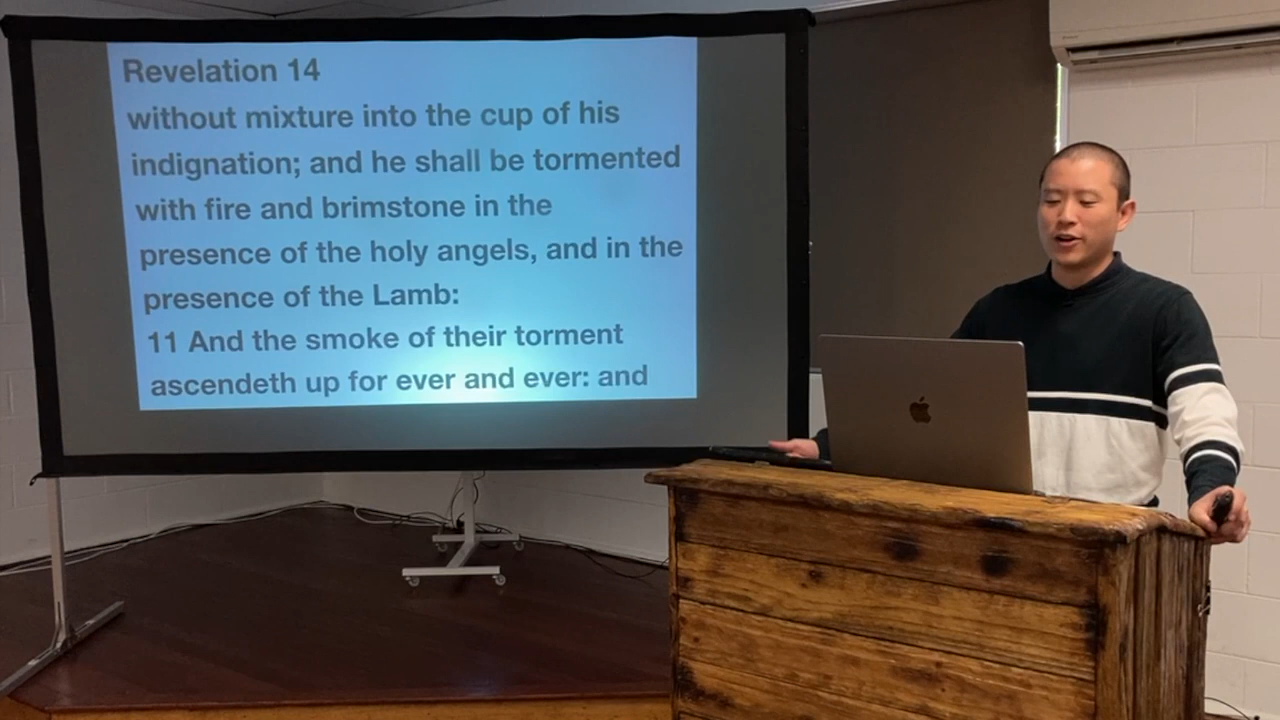 Revelation 14
without mixture into the cup of his
indignation; and he shall be tormented
with fire and brimstone in the
presence of the holy angels, and in the
presence of the Lamb:
11 And the smoke of their torment
ascendeth up for ever and ever: and